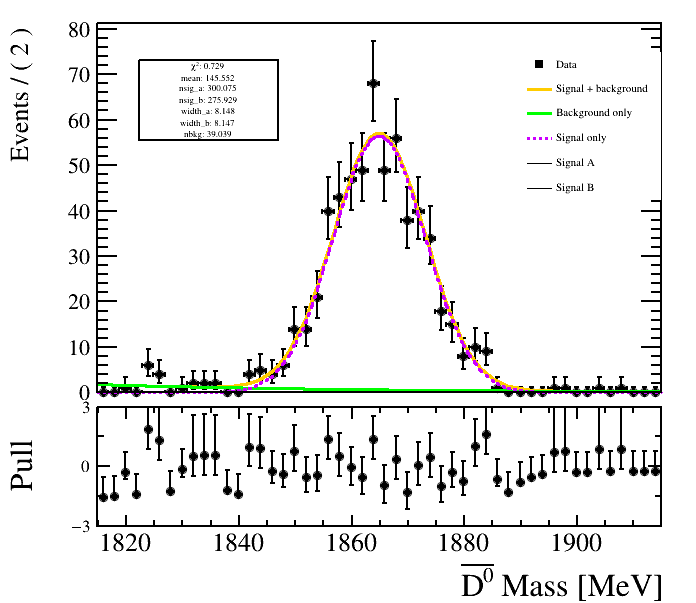 Events / ( 2 )
80
70
60
50
40
30
20
10
0
χ²: 0.729
mean: 145.552
nsig_a: 300.075
nsig_b: 275.929
width_a: 8.148
width_b: 8.147
nbkg: 39.039
Data
Signal + background
Background only
Signal only
Signal A
Signal B
Pull
3
0
−3
1820 1840 1860 1880 1900
D⁰ Mass [MeV]